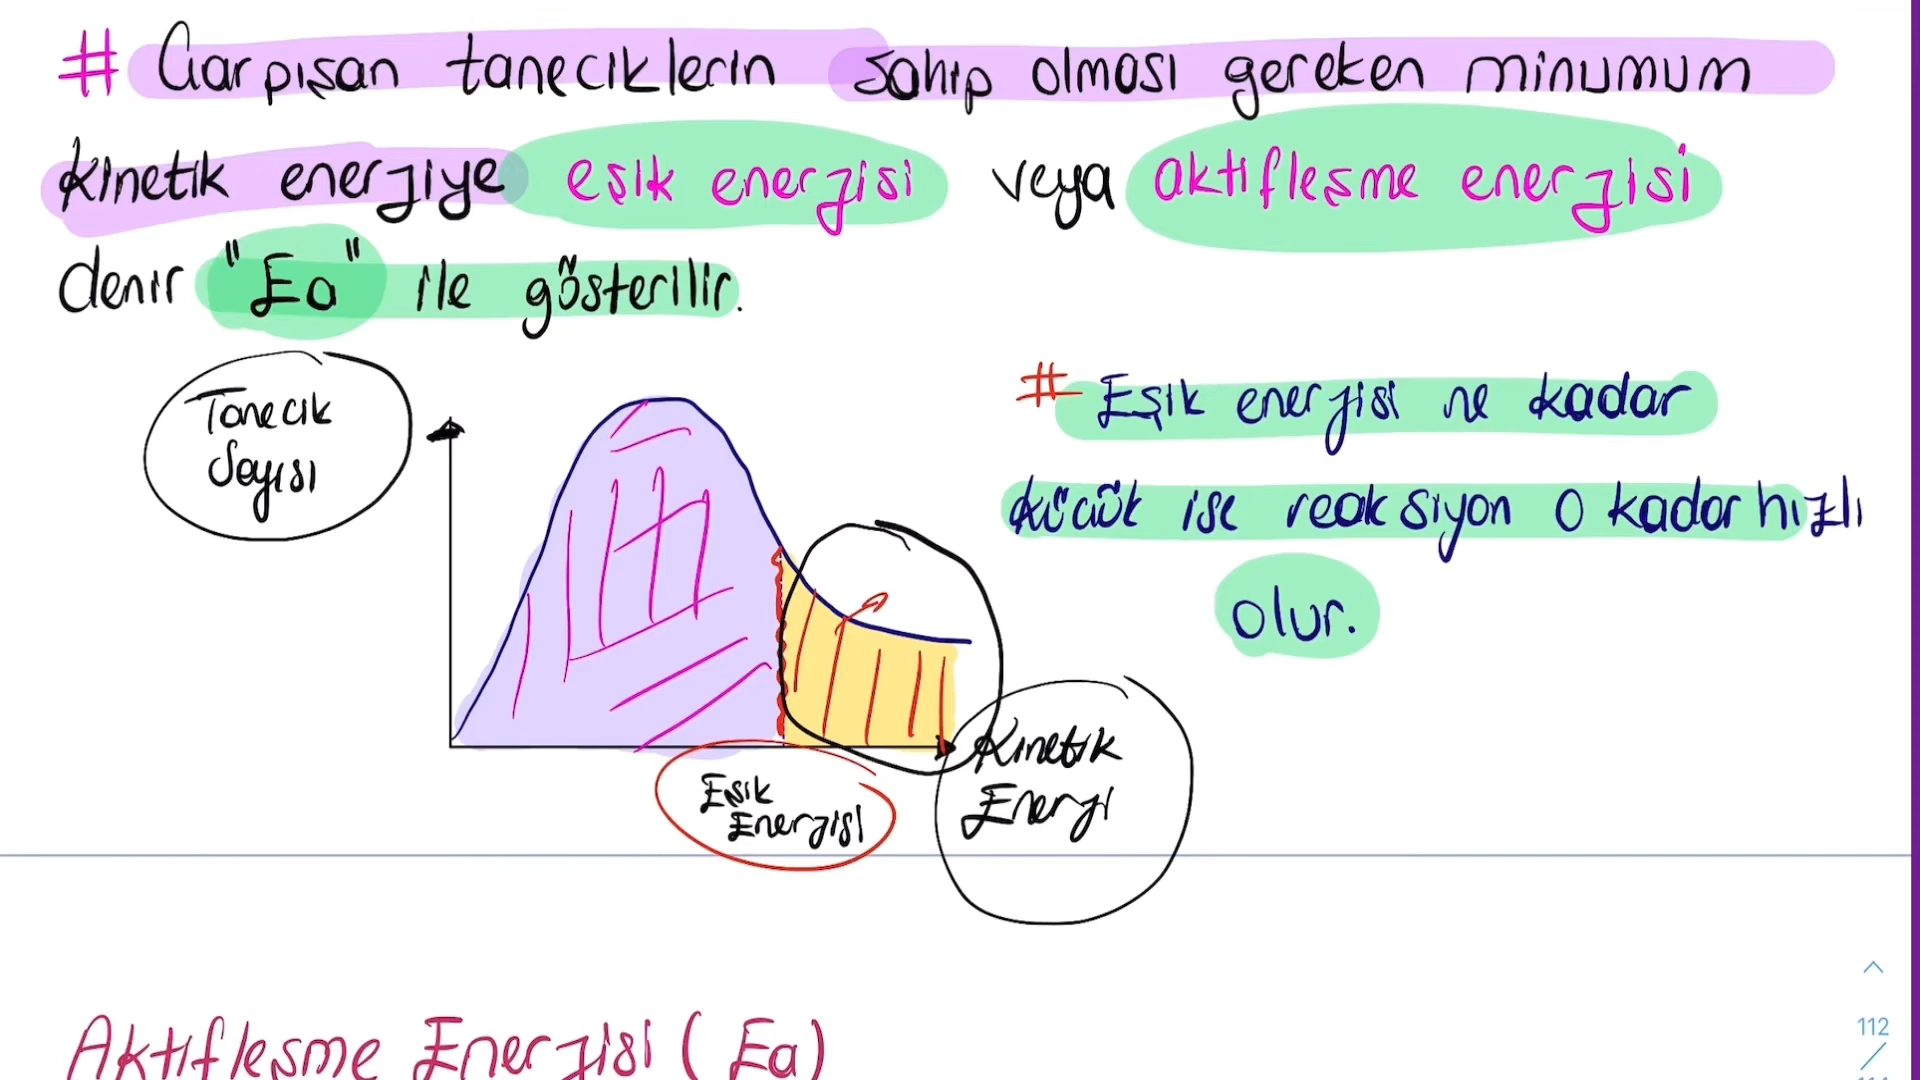 # Çarpışan taneciklerin sahip olması gereken minumum
kinetik enerjiye eşik enerjisi veya aktifleşme enerjisi
denir "Ea" ile gösterilir.
Tanecik
Sayısı
# Eşik enerjisi ne kadar
küçük ise reaksiyon o kadar hızlı
olur.
Kinetik
Enerji
Eşik
Enerjisi
112
/
Aktifleşme Enerjisi (Ea)